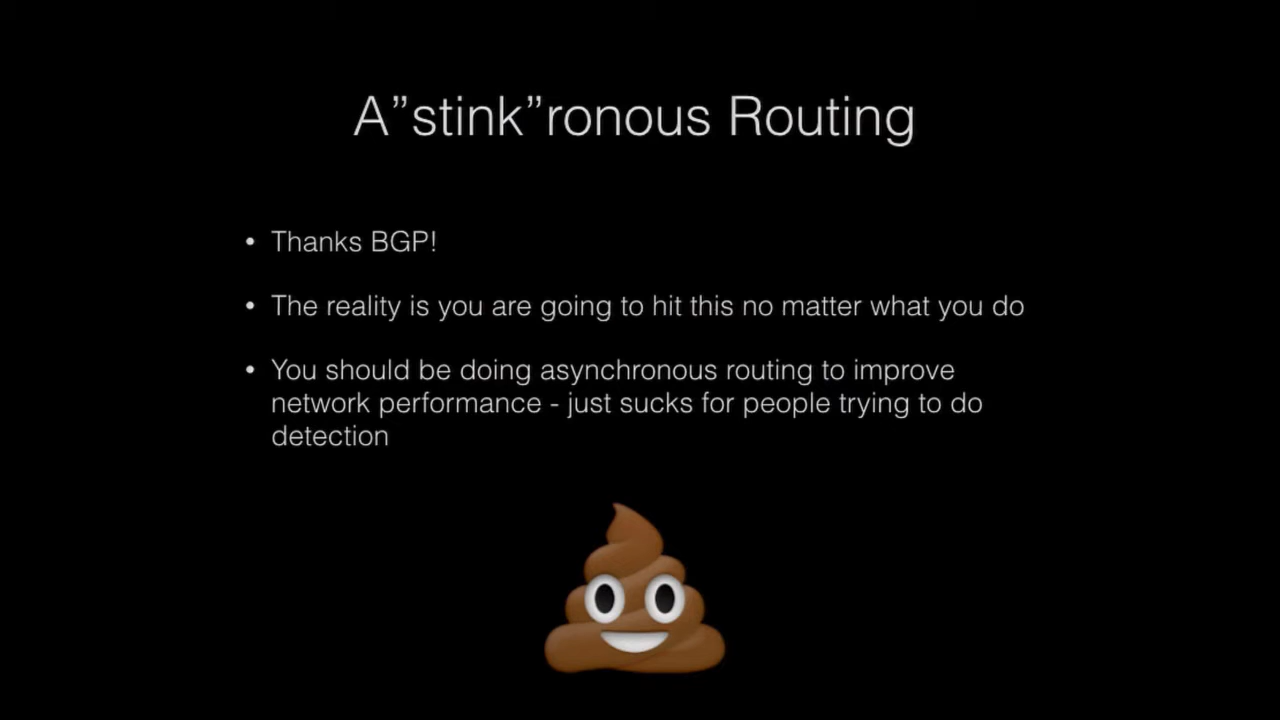 A”stink”ronous Routing
• Thanks BGP!
• The reality is you are going to hit this no matter what you do
• You should be doing asynchronous routing to improve
network performance - just sucks for people trying to do
detection